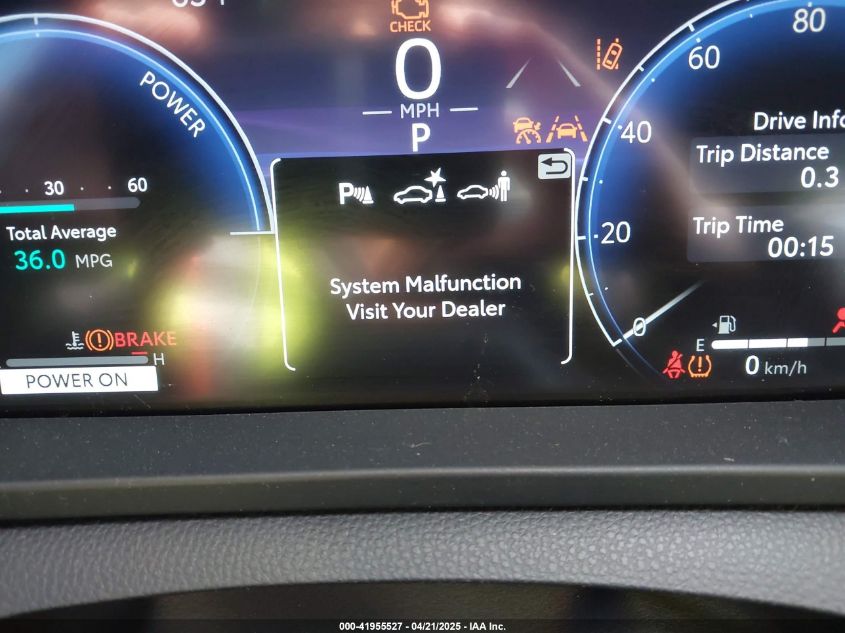 CHECK
0
MPH
P
POWER
30 60
Total Average
36.0 MPG
BRAKE
H
POWER ON
P
System Malfunction
Visit Your Dealer
80
60
40
20
0
Drive Info
Trip Distance
0.3
Trip Time
00:15
E
0 km/h
000-41955527 - 04/21/2025 - IAA Inc.